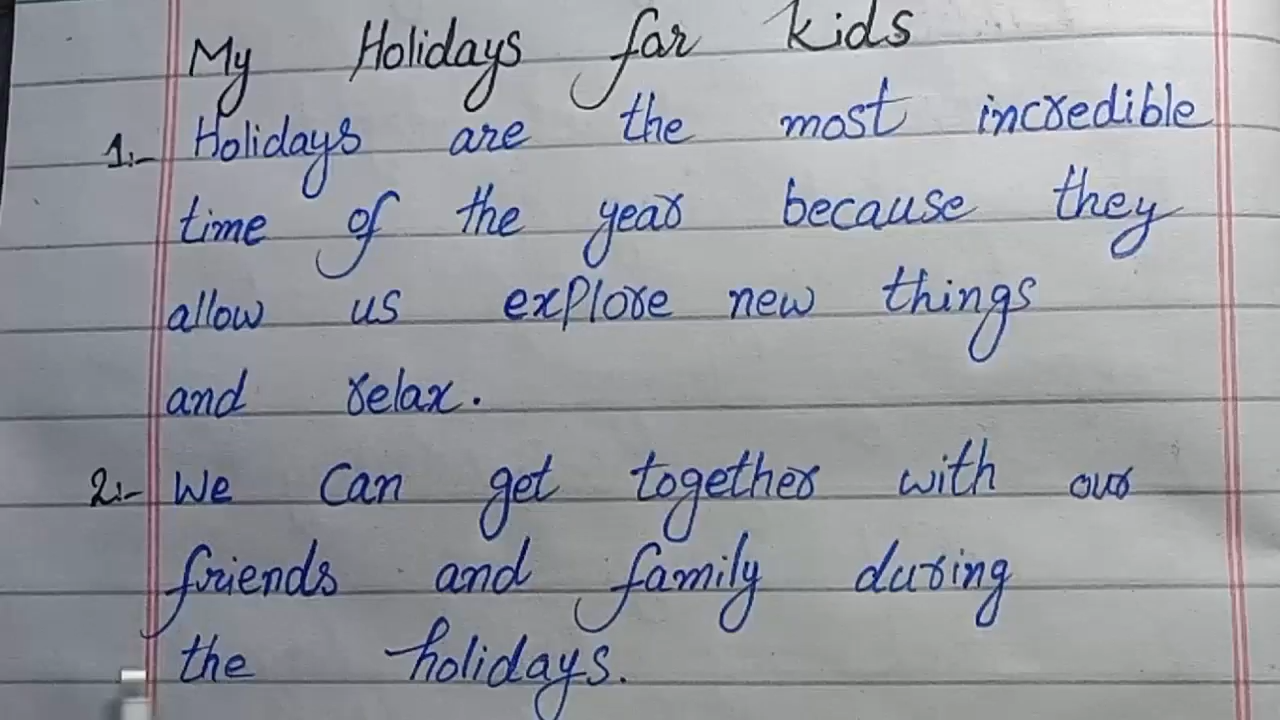 My Holidays for kids
1:- Holidays are the most incredible
time of the year because they
allow us explore new things
and relax.
2:- We Can get together with our
friends and family during
the holidays.